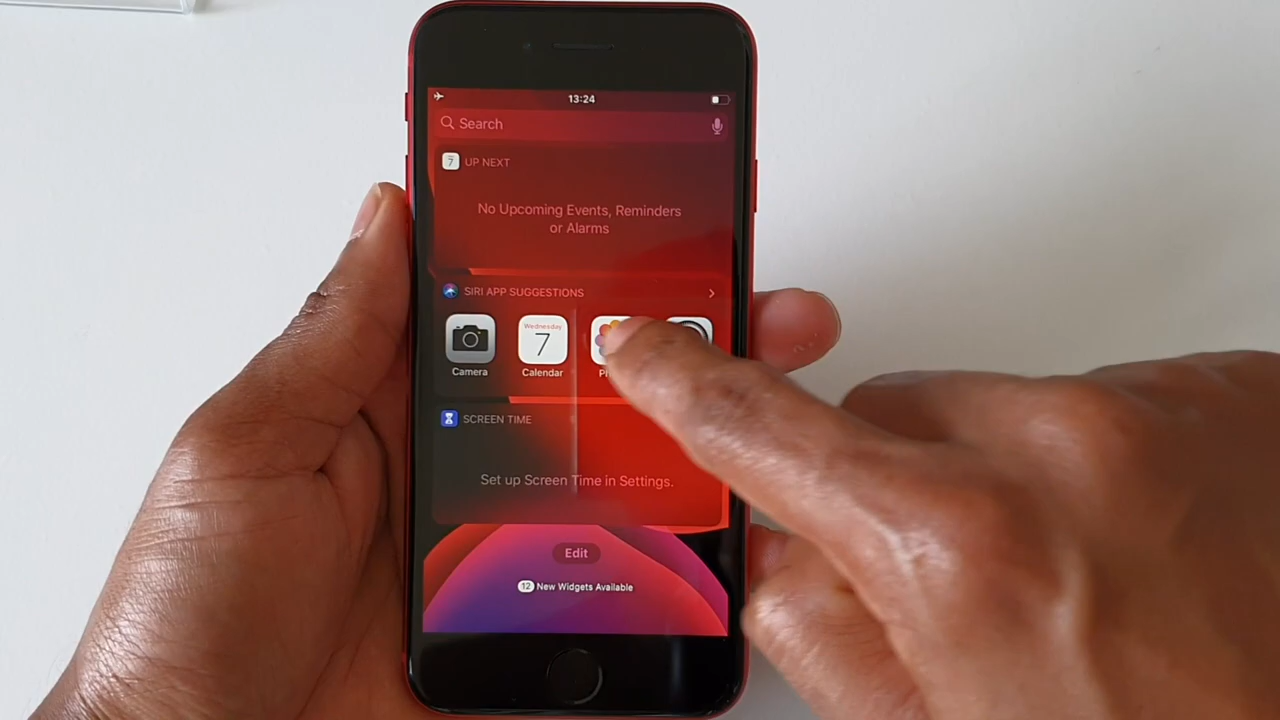 13:24
Search
7 UP NEXT
No Upcoming Events, Reminders
or Alarms
SIRI APP SUGGESTIONS
Wednesday
7
Camera
Calendar
SCREEN TIME
Set up Screen Time in Settings.
Edit
12 New Widgets Available